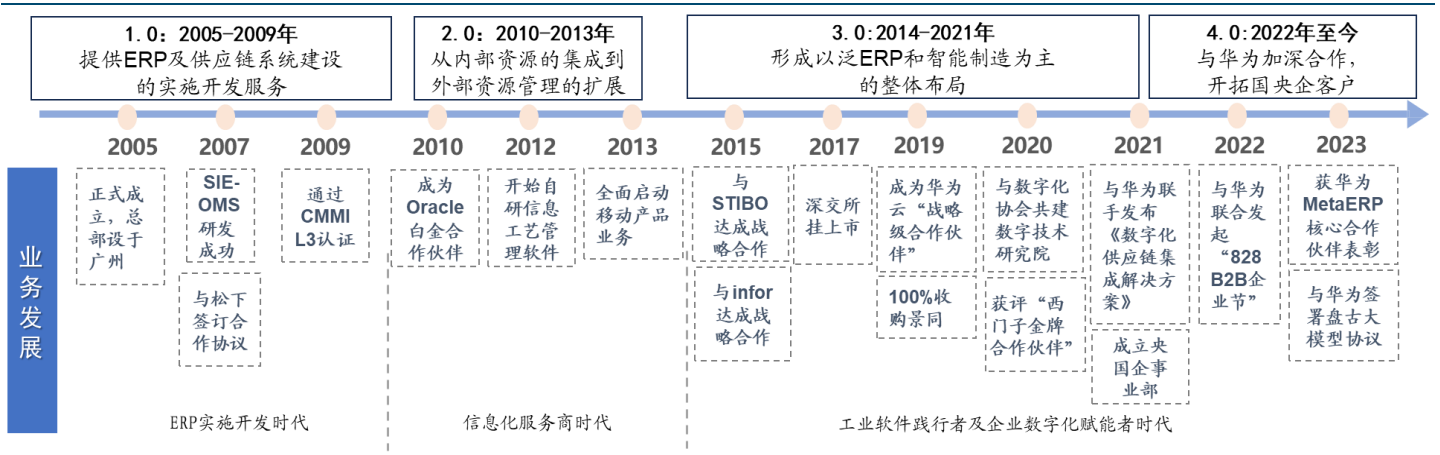 1.0：2005-2009年
提供ERP及供应链系统建设
的实施开发服务
2.0：2010-2013年
从内部资源的集成到
外部资源管理的扩展
3.0:2014-2021年
形成以泛ERP和智能制造为主
的整体布局
4.0:2022年至今
与华为加深合作，
开拓国央企客户
2005
2007
2009
2010
2012
2013
2015
2017
2019
2020
2021
2022
2023
业务发展
正式成
立，总
部设于
广州
SIE-
OMS
研发
成功
与松下
签订合
作协议
通过
CMMI
L3认证
成为
Oracle
白金合
作伙伴
开始自
研信息
工艺管
理软件
全面启动
移动产品
业务
与
STIBO
达成战
略合作
与infor
达成战
略合作
深交所
挂上市
成为华为
云“战略
级合作伙
伴”
100%收
购景同
与数字化
协会共建
数字技术
研究院
获评“西
门子金牌
合作伙伴”
与华为联
手发布
《数字化
供应链集
成解决方
案》
成立央
国企事
业部
与华为
联合发
起
“828
B2B企
业节”
获华为
MetaERP
核心合作
伙伴表彰
与华为签
署盘古大
模型协议
ERP实施开发时代
信息化服务商时代
工业软件践行者及企业数字化赋能者时代